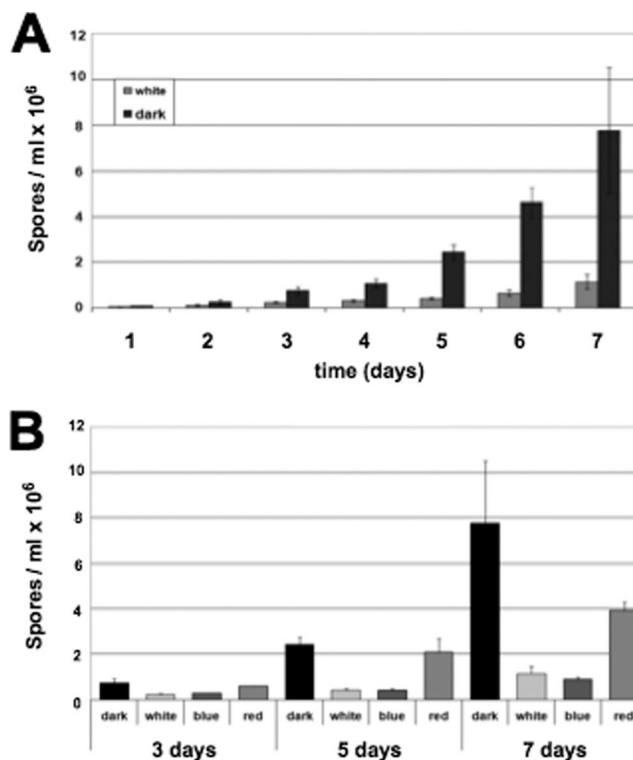 A
Spores / ml x 10⁶
12
10
8
6
4
2
0
white
dark
1 2 3 4 5 6 7
time (days)
B
Spores / ml x 10⁶
12
10
8
6
4
2
0
dark white blue red dark white blue red dark white blue red
3 days 5 days 7 days